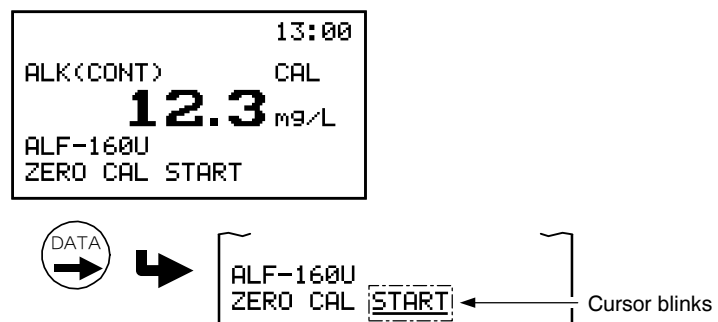 13:00
ALK(CONT) CAL
12.3 mg/L
ALF-160U
ZERO CAL START
DATA
ALF-160U
ZERO CAL START
Cursor blinks